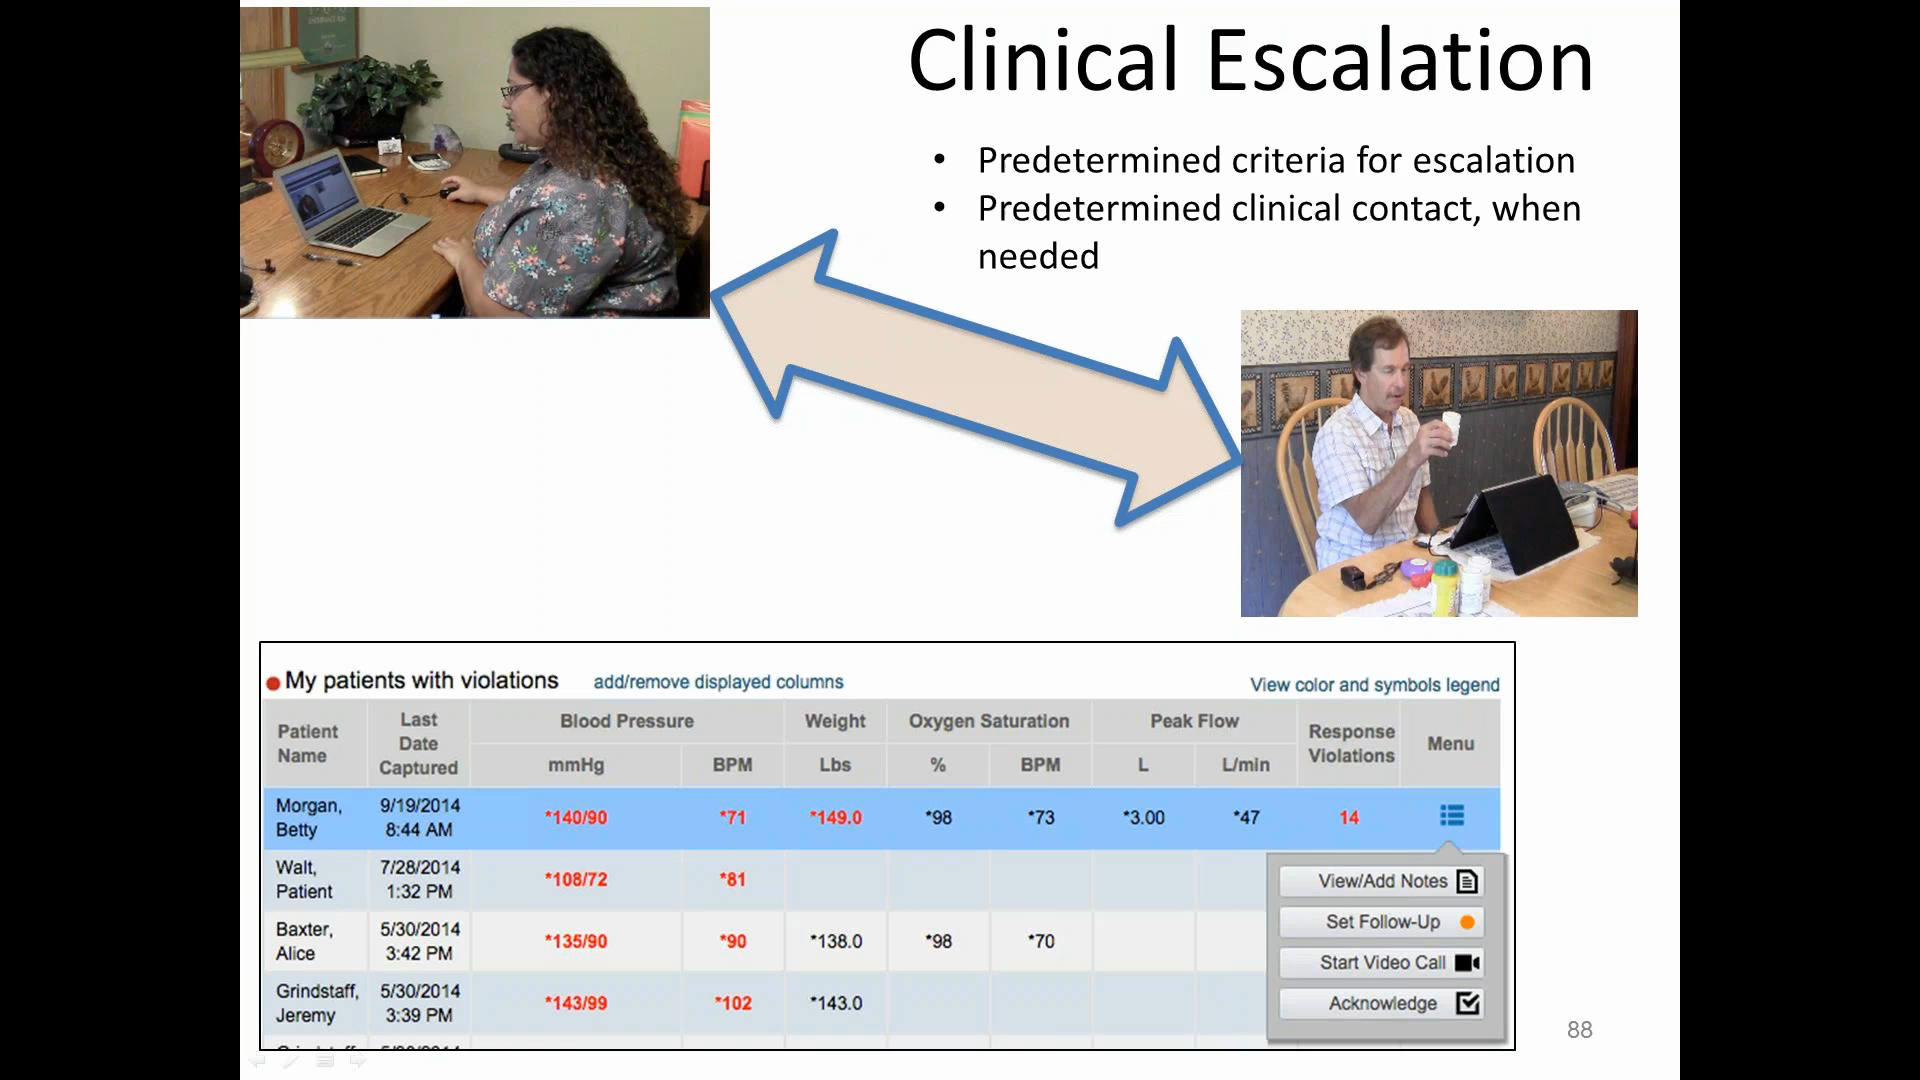 Clinical Escalation
• Predetermined criteria for escalation
• Predetermined clinical contact, when
needed
My patients with violations add/remove displayed columns View color and symbols legend
Patient Name Last Date Captured Blood Pressure Weight Oxygen Saturation Peak Flow Response Violations Menu
mmHg BPM Lbs % BPM L L/min
Morgan, Betty 9/19/2014 8:44 AM *140/90 *71 *149.0 *98 *73 *3.00 *47 14
Walt, Patient 7/28/2014 1:32 PM *108/72 *81
Baxter, Alice 5/30/2014 3:42 PM *135/90 *90 *138.0 *98 *70
Grindstaff, Jeremy 5/30/2014 3:39 PM *143/99 *102 *143.0
View/Add Notes
Set Follow-Up
Start Video Call
Acknowledge
88